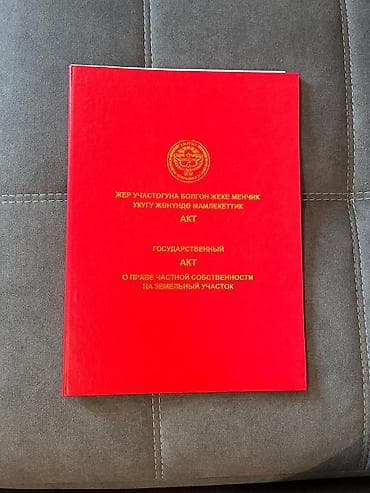 ЖЕР УЧАСТОГУНА БОЛГОН ЖЕКЕ МЕНЧИК
УКУГУ ЖӨНҮНДӨ МАМЛЕКЕТТИК
АКТ
ГОСУДАРСТВЕННЫЙ
АКТ
О ПРАВЕ ЧАСТНОЙ СОБСТВЕННОСТИ
НА ЗЕМЕЛЬНЫЙ УЧАСТОК